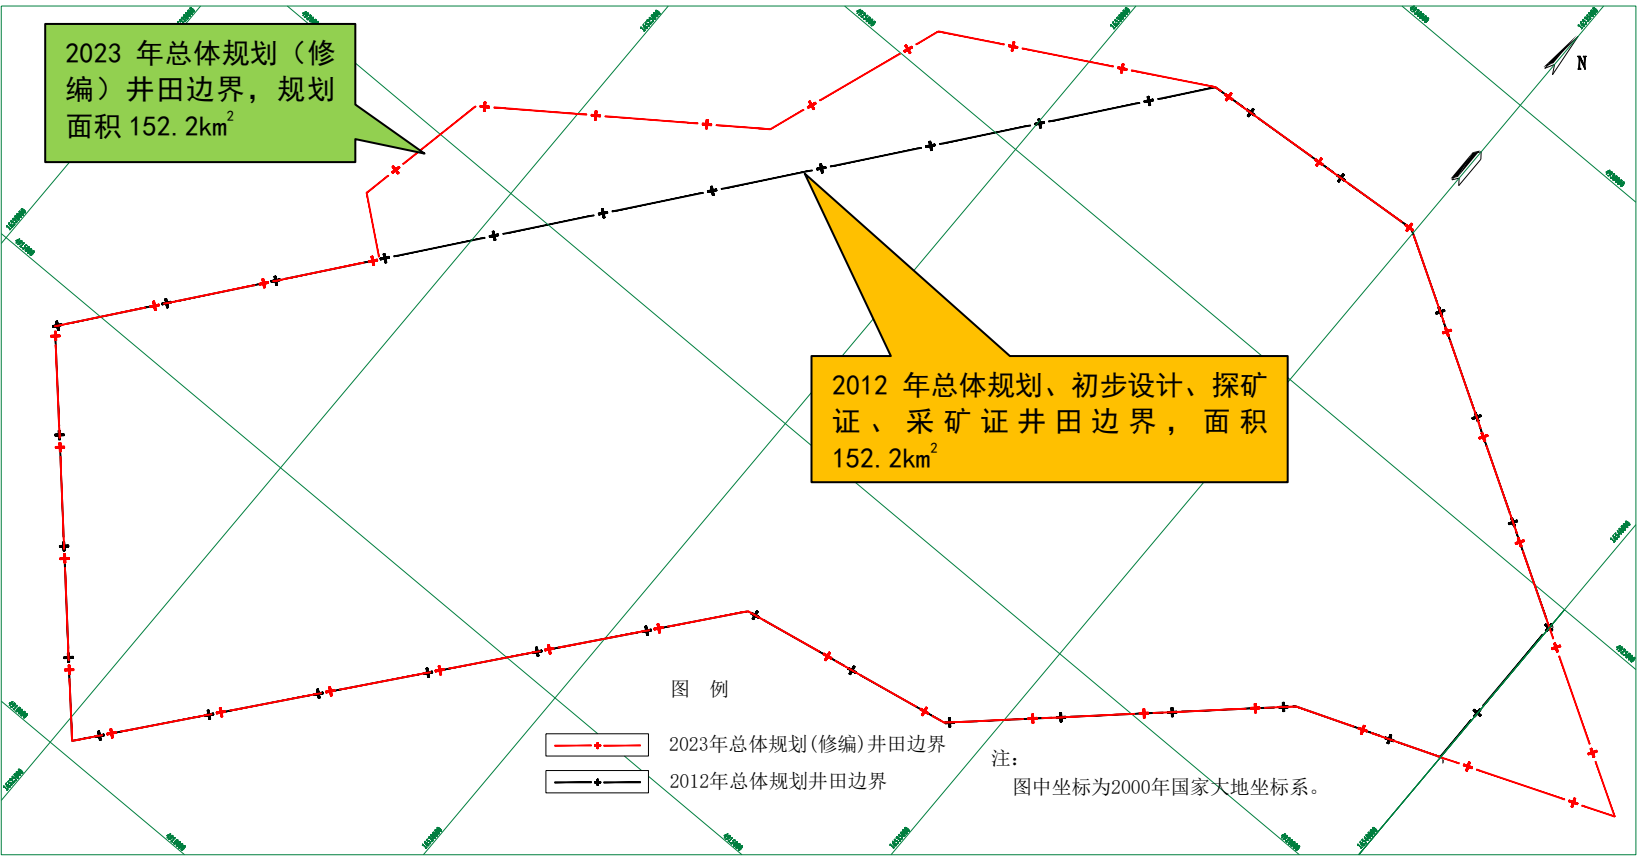 2023 年总体规划（修
编）井田边界，规划
面积 152.2km²
N
2012 年总体规划、初步设计、探矿
证、采矿证井田边界，面积
152.2km²
图 例
2023年总体规划(修编)井田边界
2012年总体规划井田边界
注：
图中坐标为2000年国家大地坐标系。